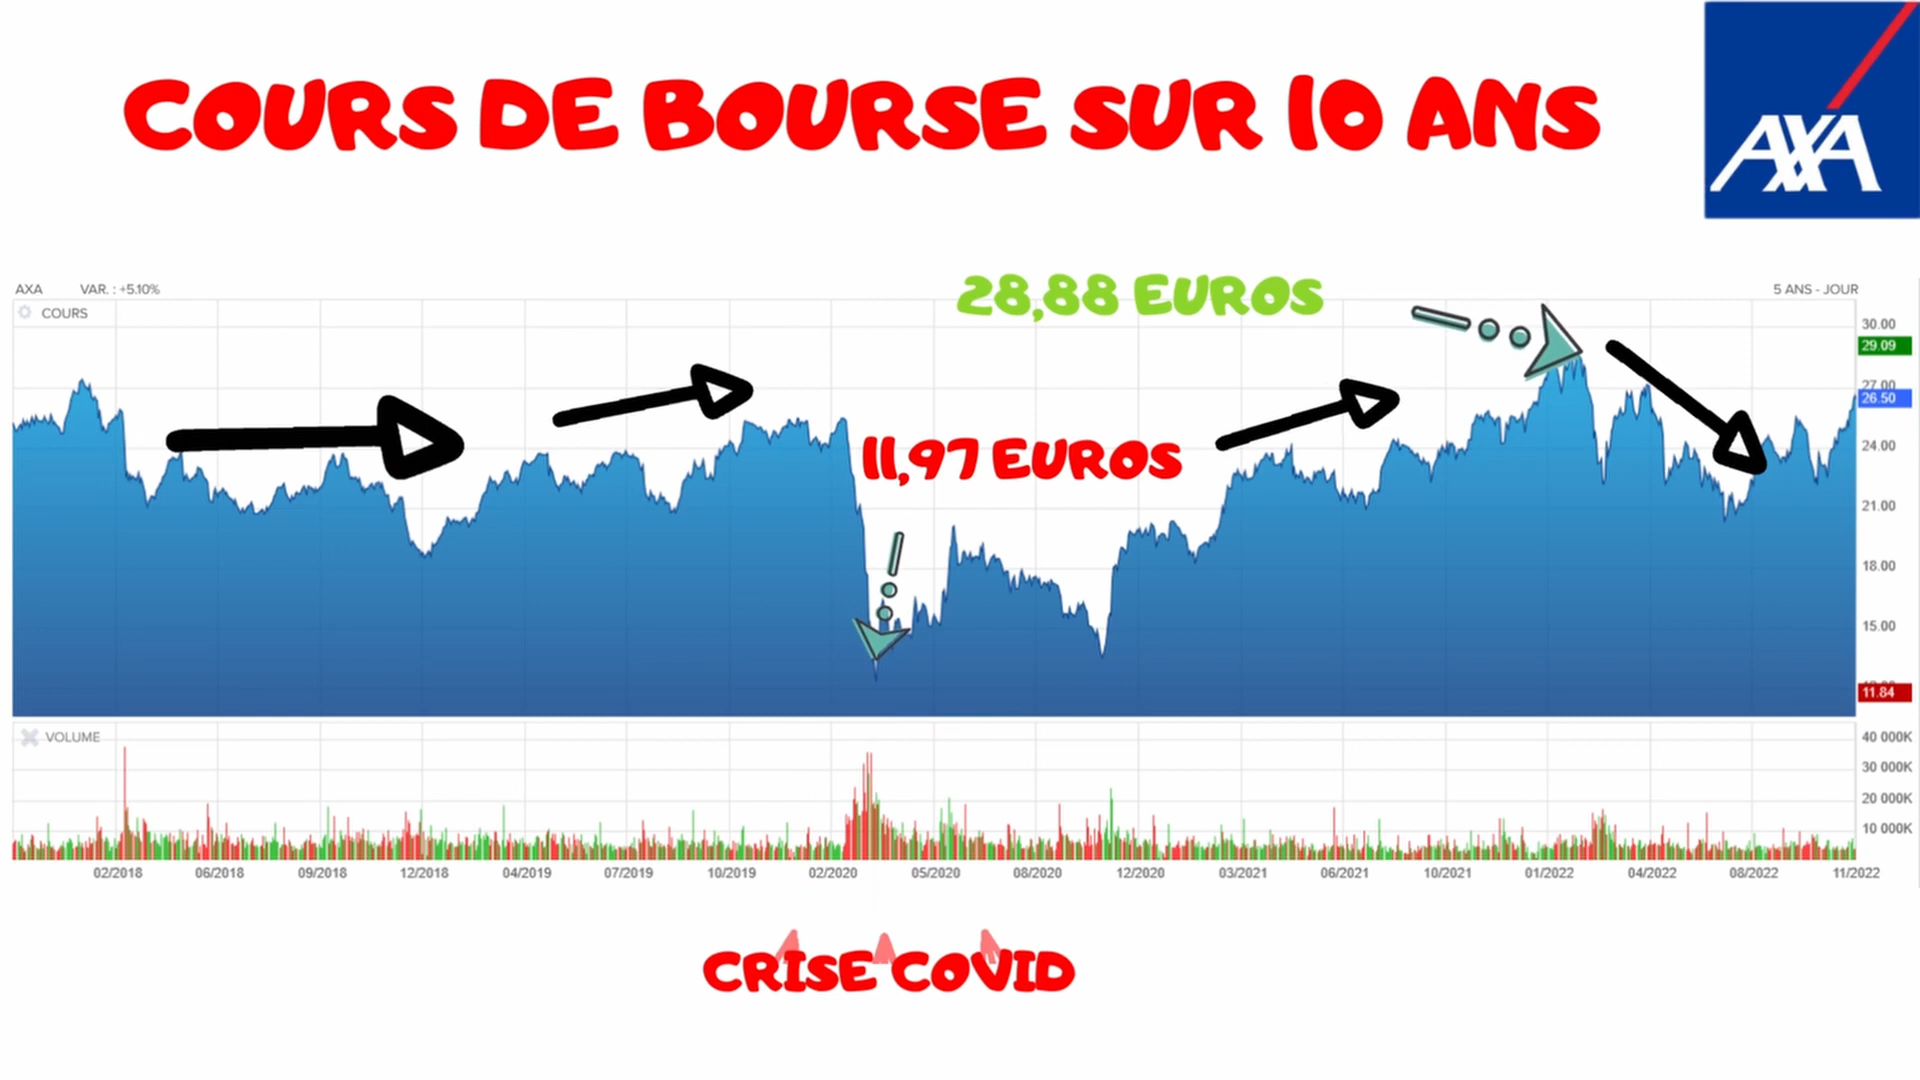 COURS DE BOURSE SUR 10 ANS
AXA
AXA VAR. : +5.10%
5 ANS - JOUR
COURS
28,88 EUROS
11,97 EUROS
30.00
29.09
27.00
26.50
24.00
21.00
18.00
15.00
11.84
VOLUME
40 000K
30 000K
20 000K
10 000K
02/2018 06/2018 09/2018 12/2018 04/2019 07/2019 10/2019 02/2020 05/2020 08/2020 12/2020 03/2021 06/2021 10/2021 01/2022 04/2022 08/2022 11/2022
CRISE COVID